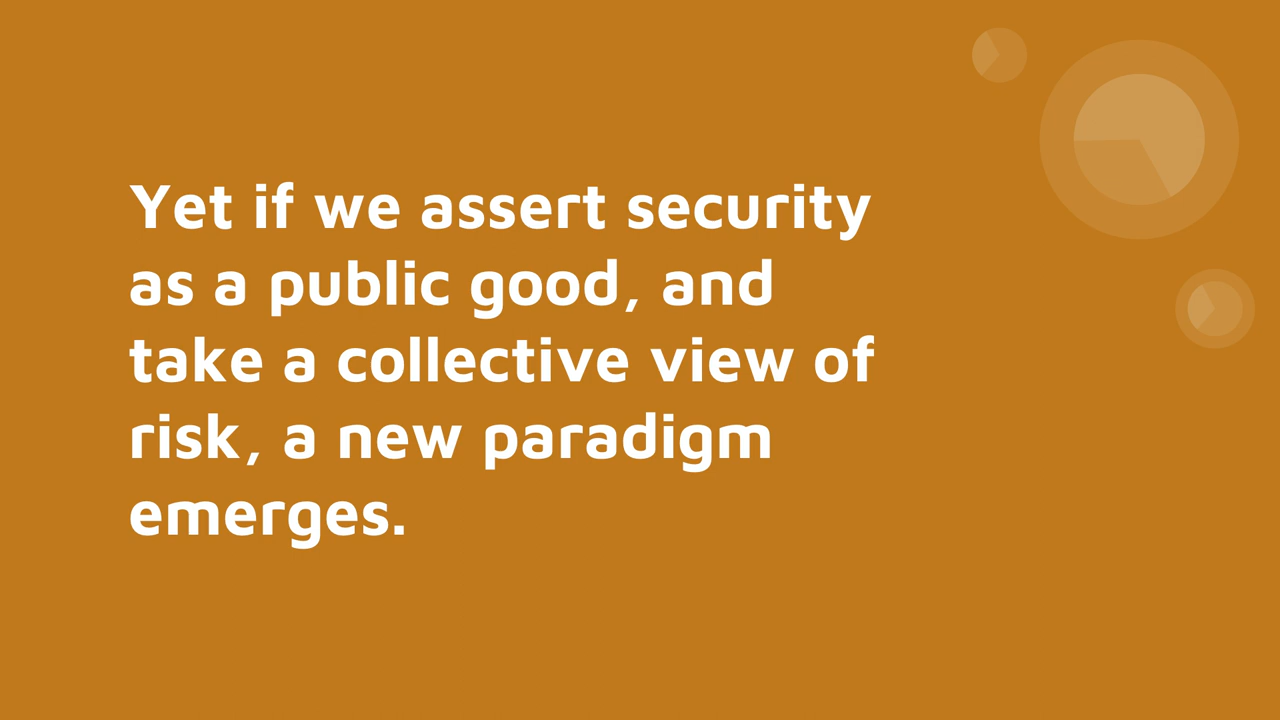 Yet if we assert security
as a public good, and
take a collective view of
risk, a new paradigm
emerges.